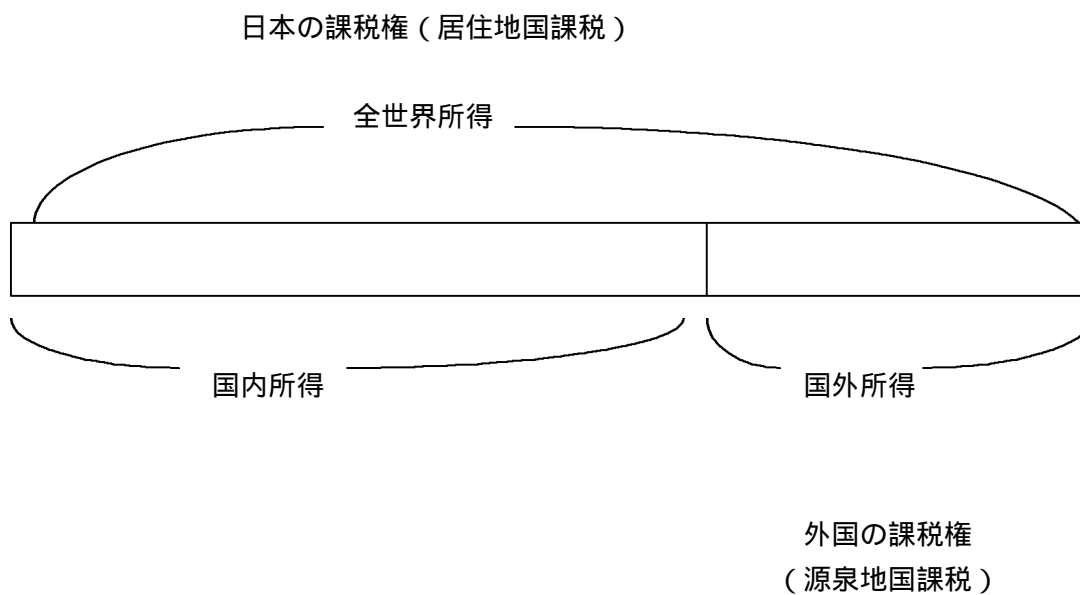 日本の課税権（居住地国課税）
全世界所得
国内所得
国外所得
外国の課税権
（源泉地国課税）